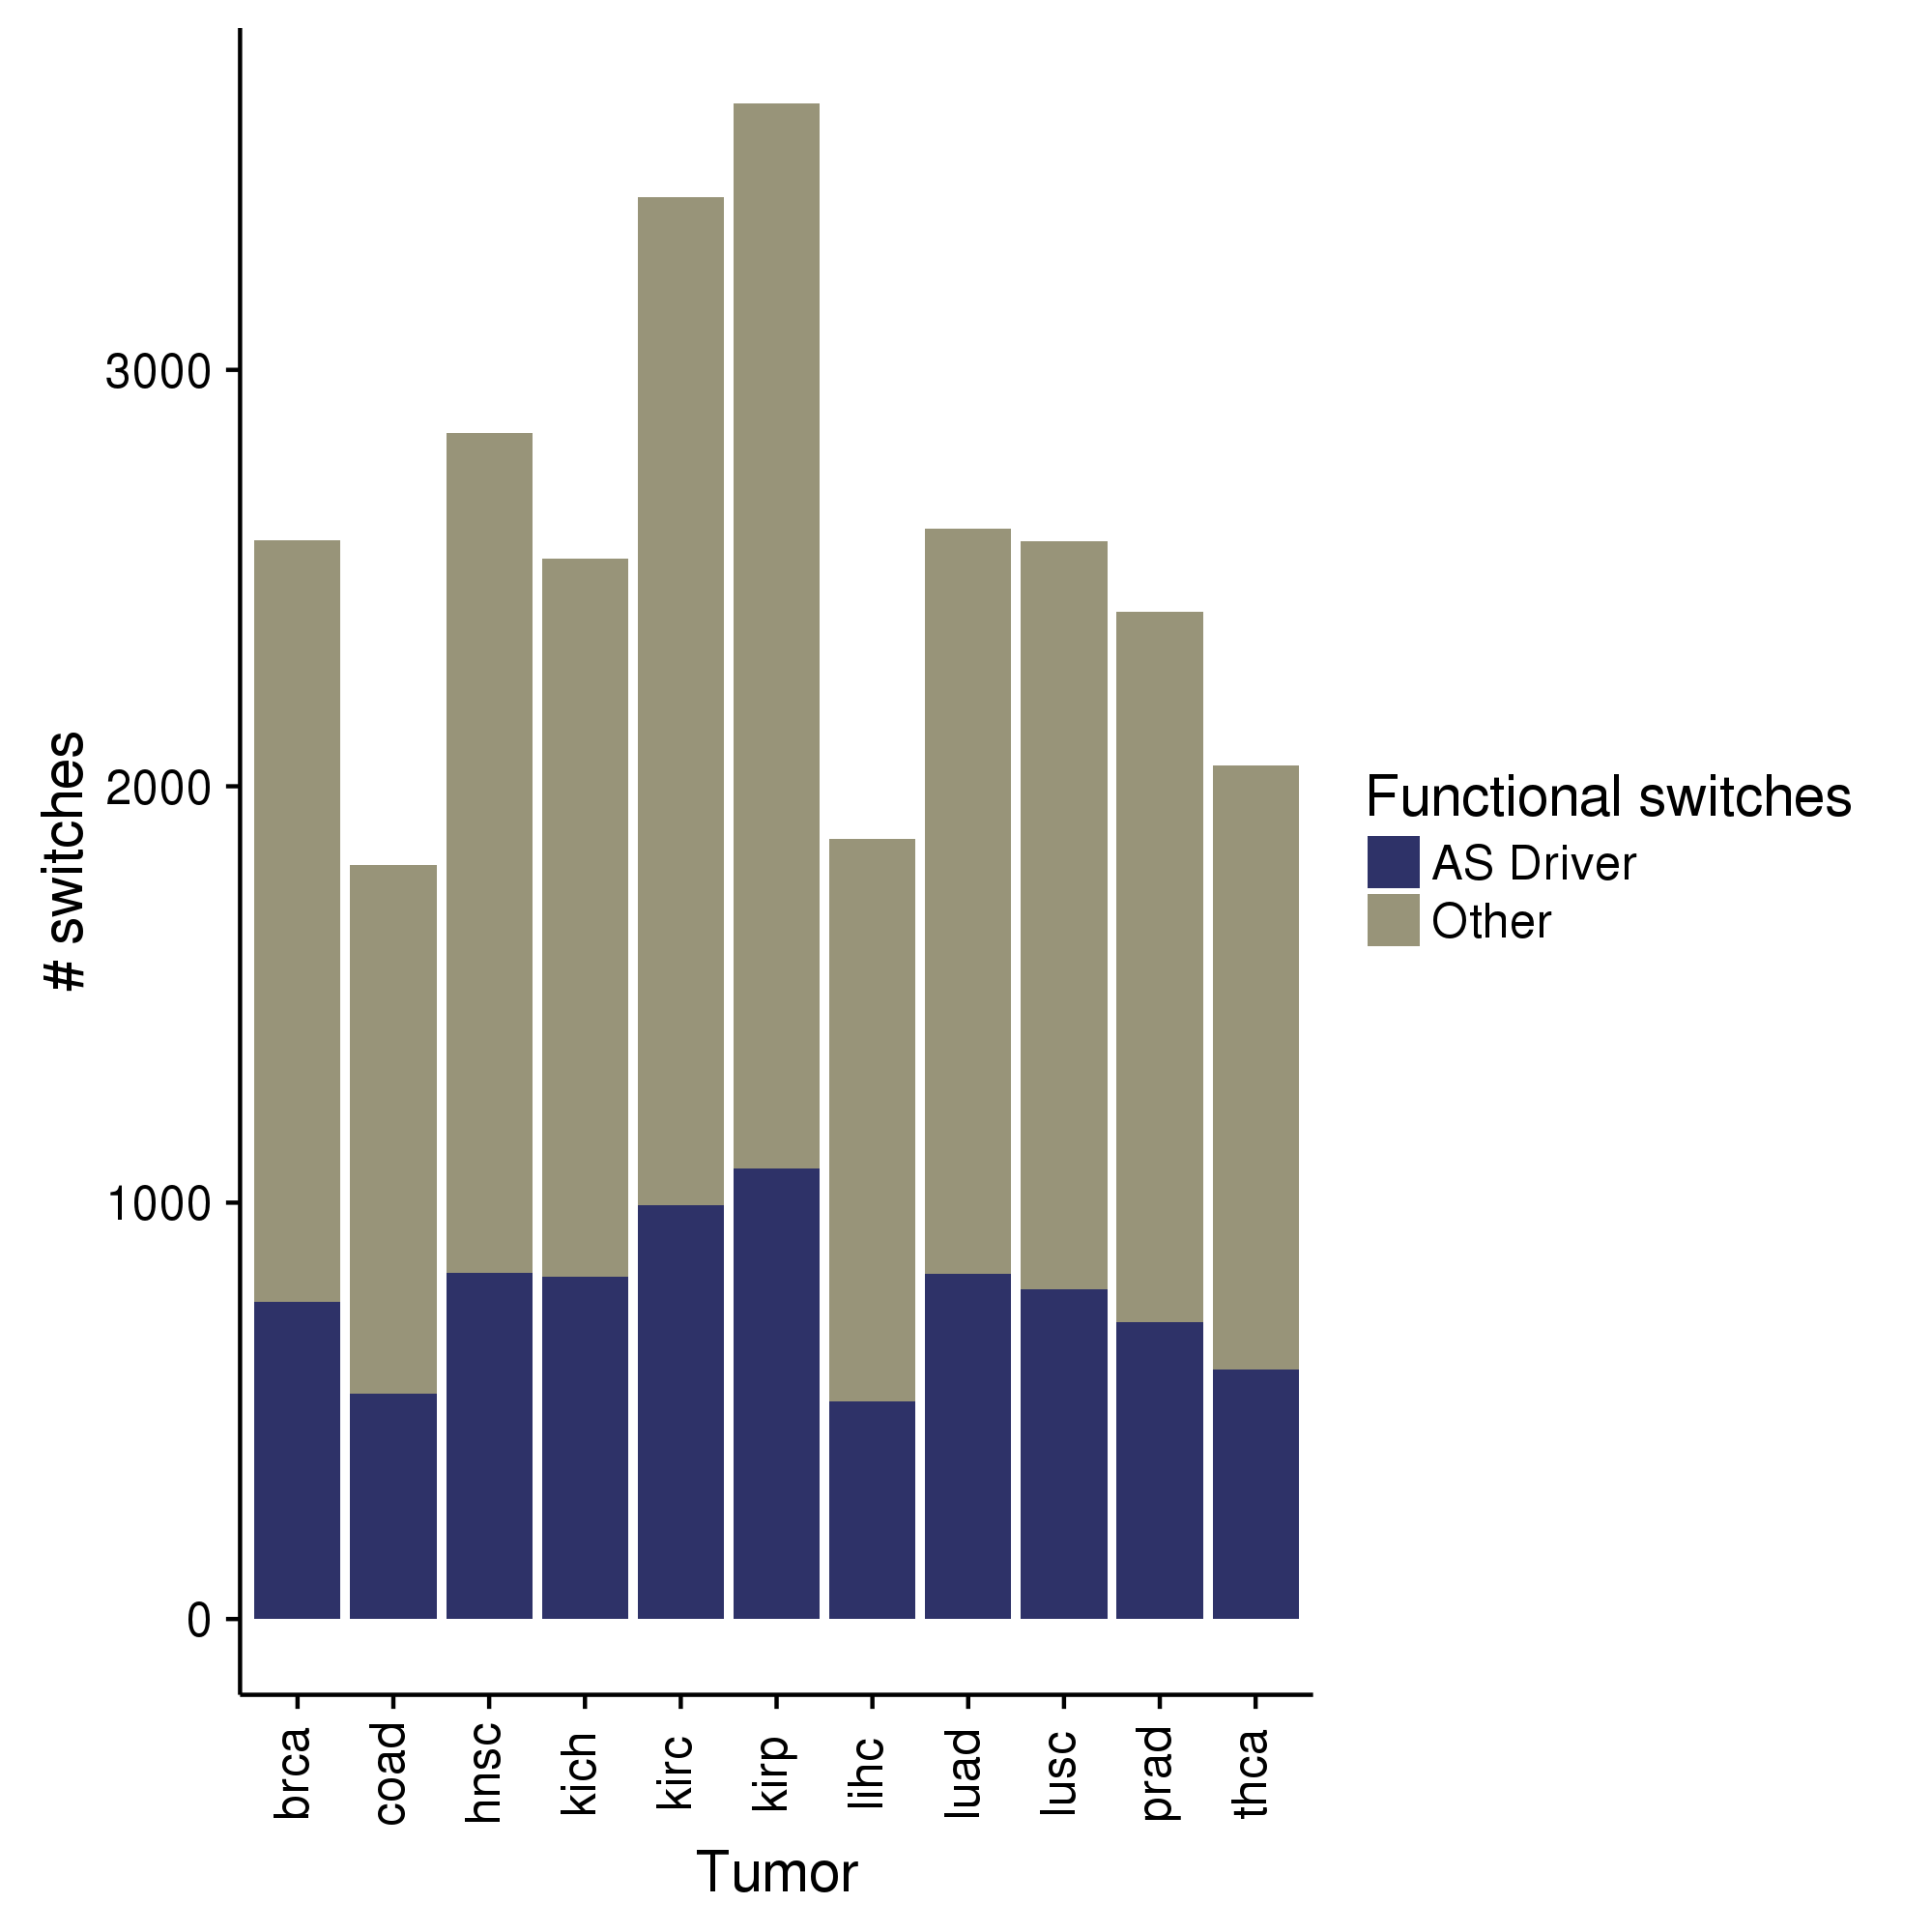 # switches
3000
2000
1000
0
brca
coad
hnsc
kich
kirc
kirp
lihc
luad
lusc
prad
thca
Tumor
Functional switches
AS Driver
Other